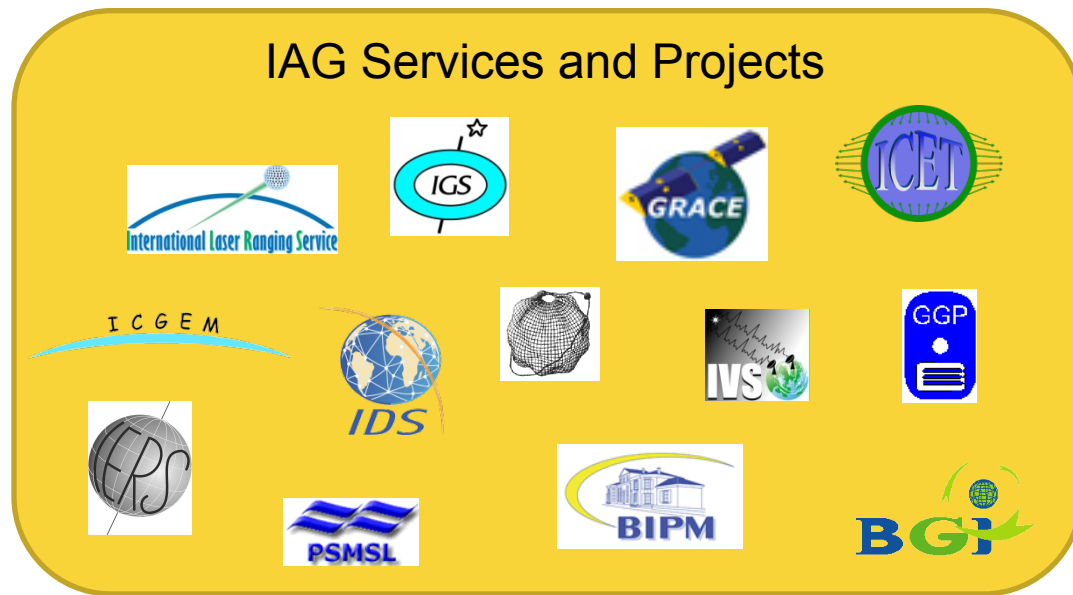 IAG Services and Projects
International Laser Ranging Service
IGS
GRACE
ICET
ICGEM
IDS
IVS
GGP
IERS
PSMSL
BIPM
BGI